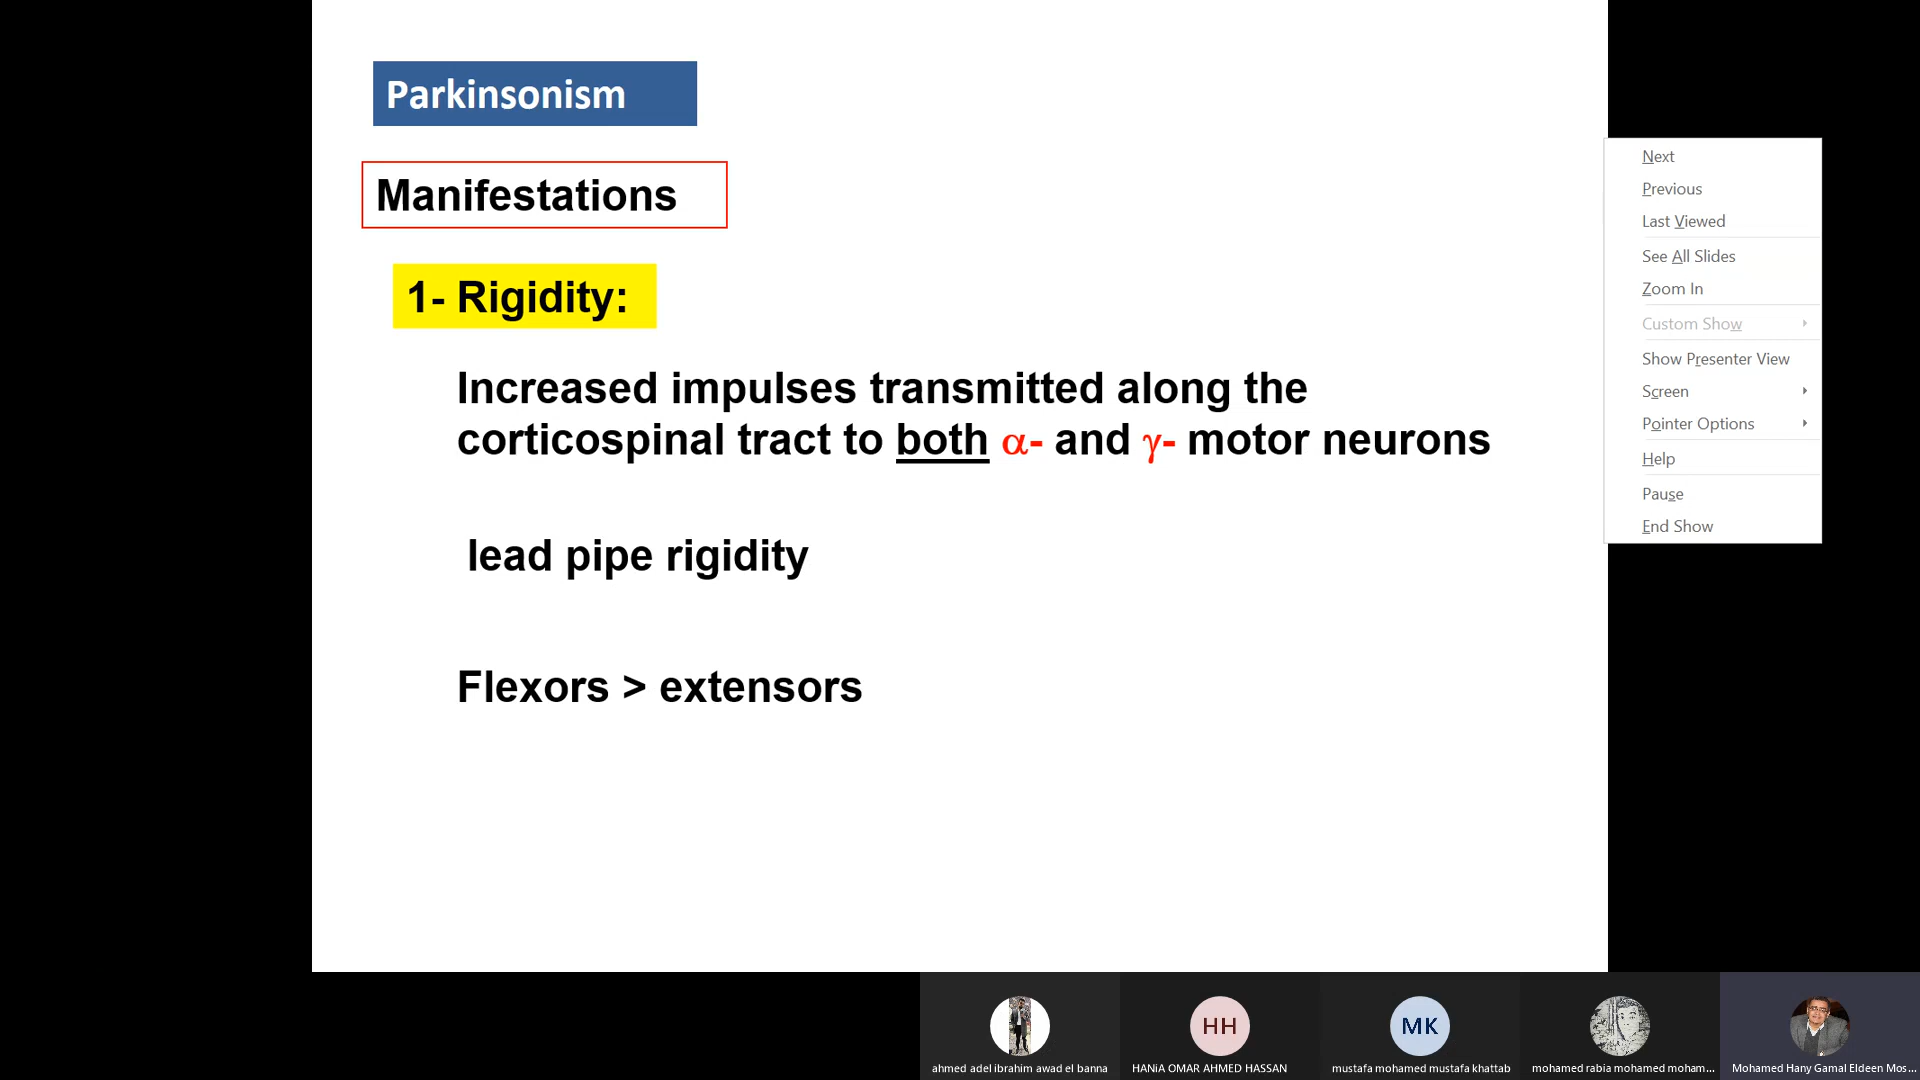 Parkinsonism
Manifestations
1- Rigidity:
Increased impulses transmitted along the
corticospinal tract to both α- and γ- motor neurons
lead pipe rigidity
Flexors > extensors
Next
Previous
Last Viewed
See All Slides
Zoom In
Custom Show
Show Presenter View
Screen
Pointer Options
Help
Pause
End Show
HH
MK
ahmed adel ibrahim awad el banna
HANiA OMAR AHMED HASSAN
mustafa mohamed mustafa khattab
mohamed rabia mohamed moham...
Mohamed Hany Gamal Eldeen Mos...